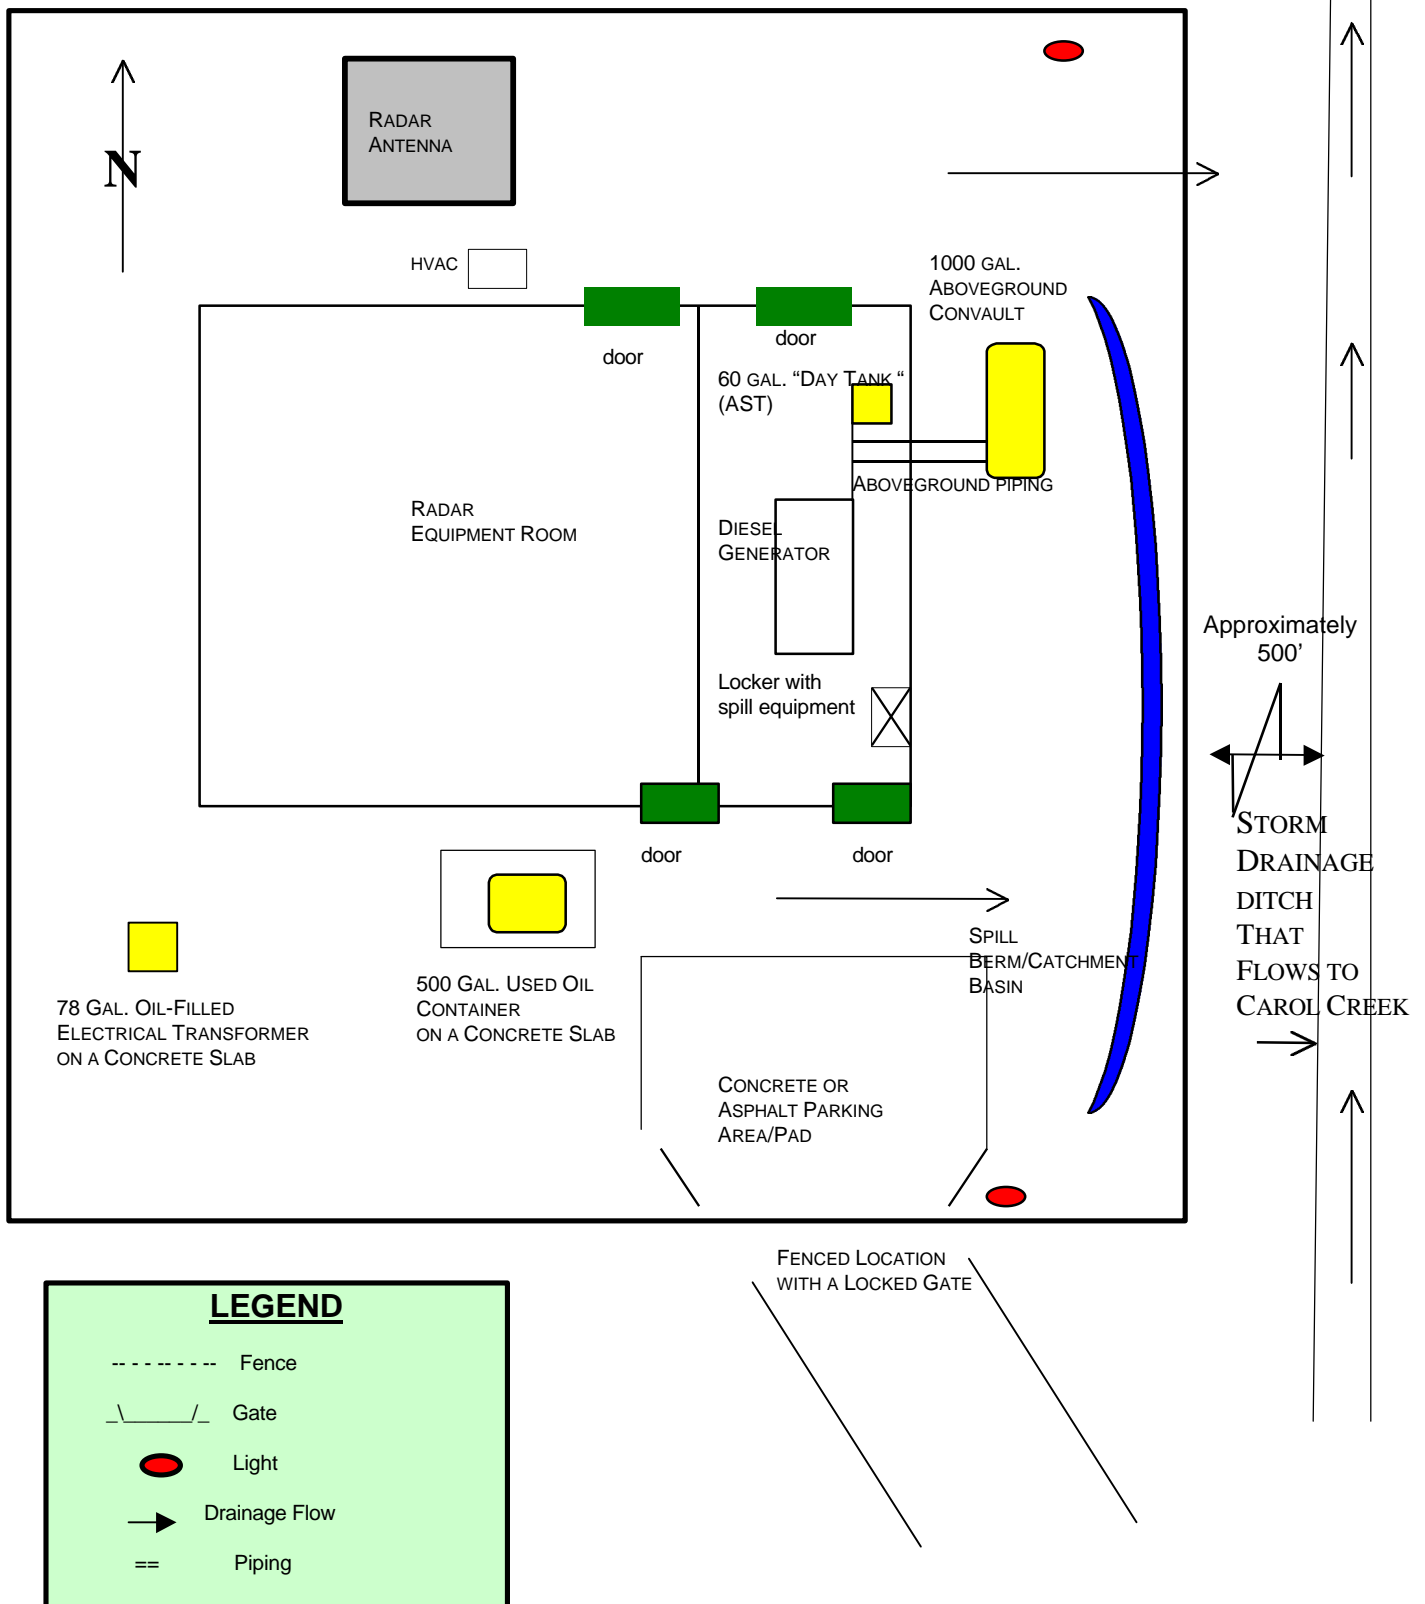 RADAR
ANTENNA
N
HVAC
1000 GAL.
ABOVEGROUND
CONVAULT
door
door
60 GAL. “DAY TANK “
(AST)
ABOVEGROUND PIPING
RADAR
EQUIPMENT ROOM
DIESEL
GENERATOR
Approximately
500’
Locker with
spill equipment
STORM
DRAINAGE
DITCH
THAT
FLOWS TO
CAROL CREEK
door
door
SPILL
BERM/CATCHMENT
BASIN
78 GAL. OIL-FILLED
ELECTRICAL TRANSFORMER
ON A CONCRETE SLAB
500 GAL. USED OIL
CONTAINER
ON A CONCRETE SLAB
CONCRETE OR
ASPHALT PARKING
AREA/PAD
FENCED LOCATION
WITH A LOCKED GATE
LEGEND
Fence
Gate
Light
Drainage Flow
== Piping